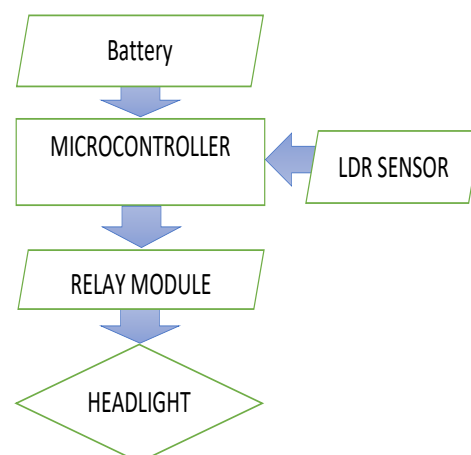 Battery
MICROCONTROLLER
LDR SENSOR
RELAY MODULE
HEADLIGHT